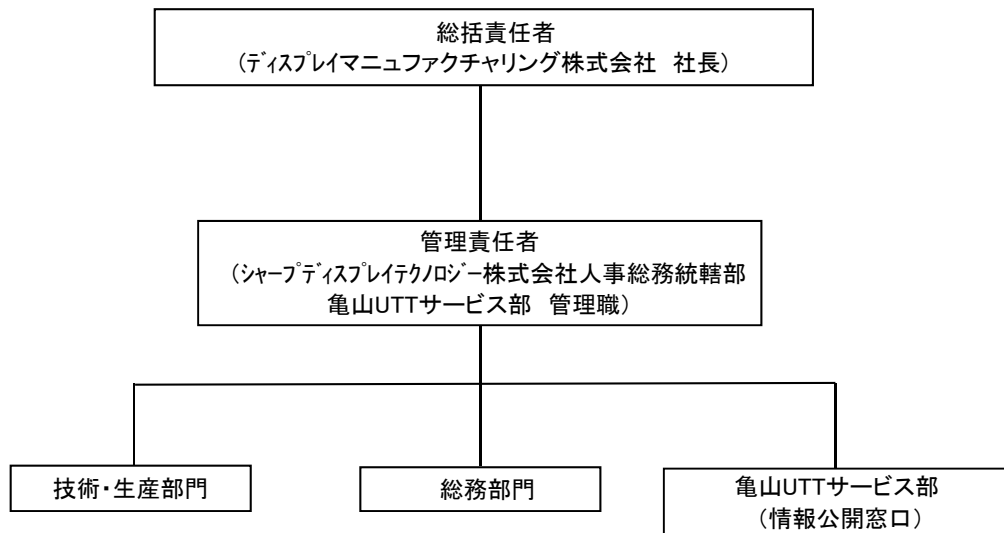 総括責任者
（ﾃﾞｨｽﾌﾟﾚｲマニュファクチャリング株式会社　社長）
管理責任者
（ｼｬｰﾌﾟﾃﾞｨｽﾌﾟﾚｲﾃｸﾉﾛｼﾞｰ株式会社人事総務統轄部
亀山UTTサービス部　管理職）
技術・生産部門
総務部門
亀山UTTサービス部
（情報公開窓口）